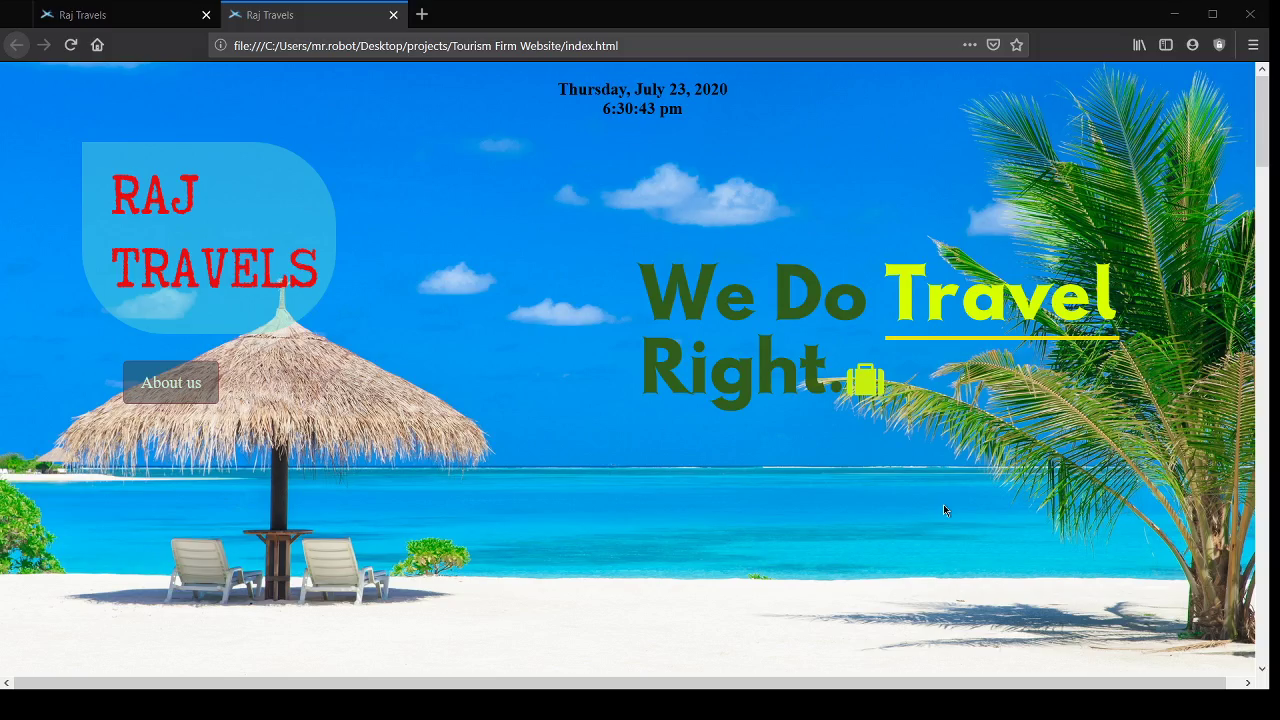 Raj Travels
Raj Travels
file:///C:/Users/mr.robot/Desktop/projects/Tourism Firm Website/index.html
Thursday, July 23, 2020
6:30:43 pm
RAJ
TRAVELS
We Do Travel
Right.
About us